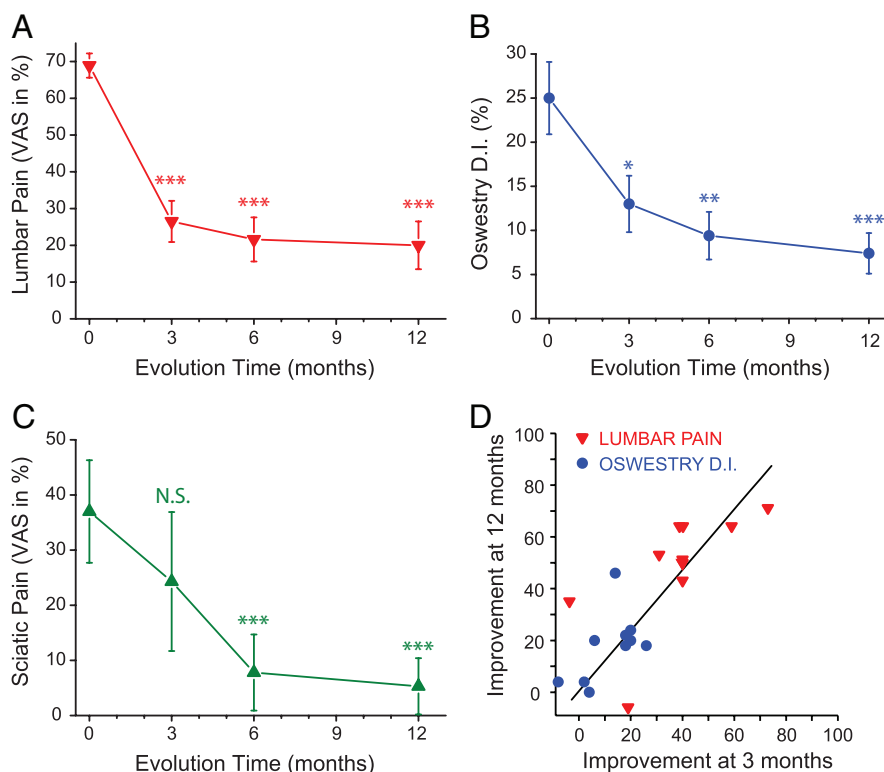 A
Lumbar Pain (VAS in %)
70
60
50
40
30
20
10
0
***
***
***
0 3 6 9 12
Evolution Time (months)
B
Oswestry D.I. (%)
30
25
20
15
10
5
0
*
**
***
0 3 6 9 12
Evolution Time (months)
C
Sciatic Pain (VAS in %)
50
40
30
20
10
0
N.S.
***
***
0 3 6 9 12
Evolution Time (months)
D
LUMBAR PAIN
OSWESTRY D.I.
Improvement at 12 months
100
80
60
40
20
0
0 20 40 60 80 100
Improvement at 3 months